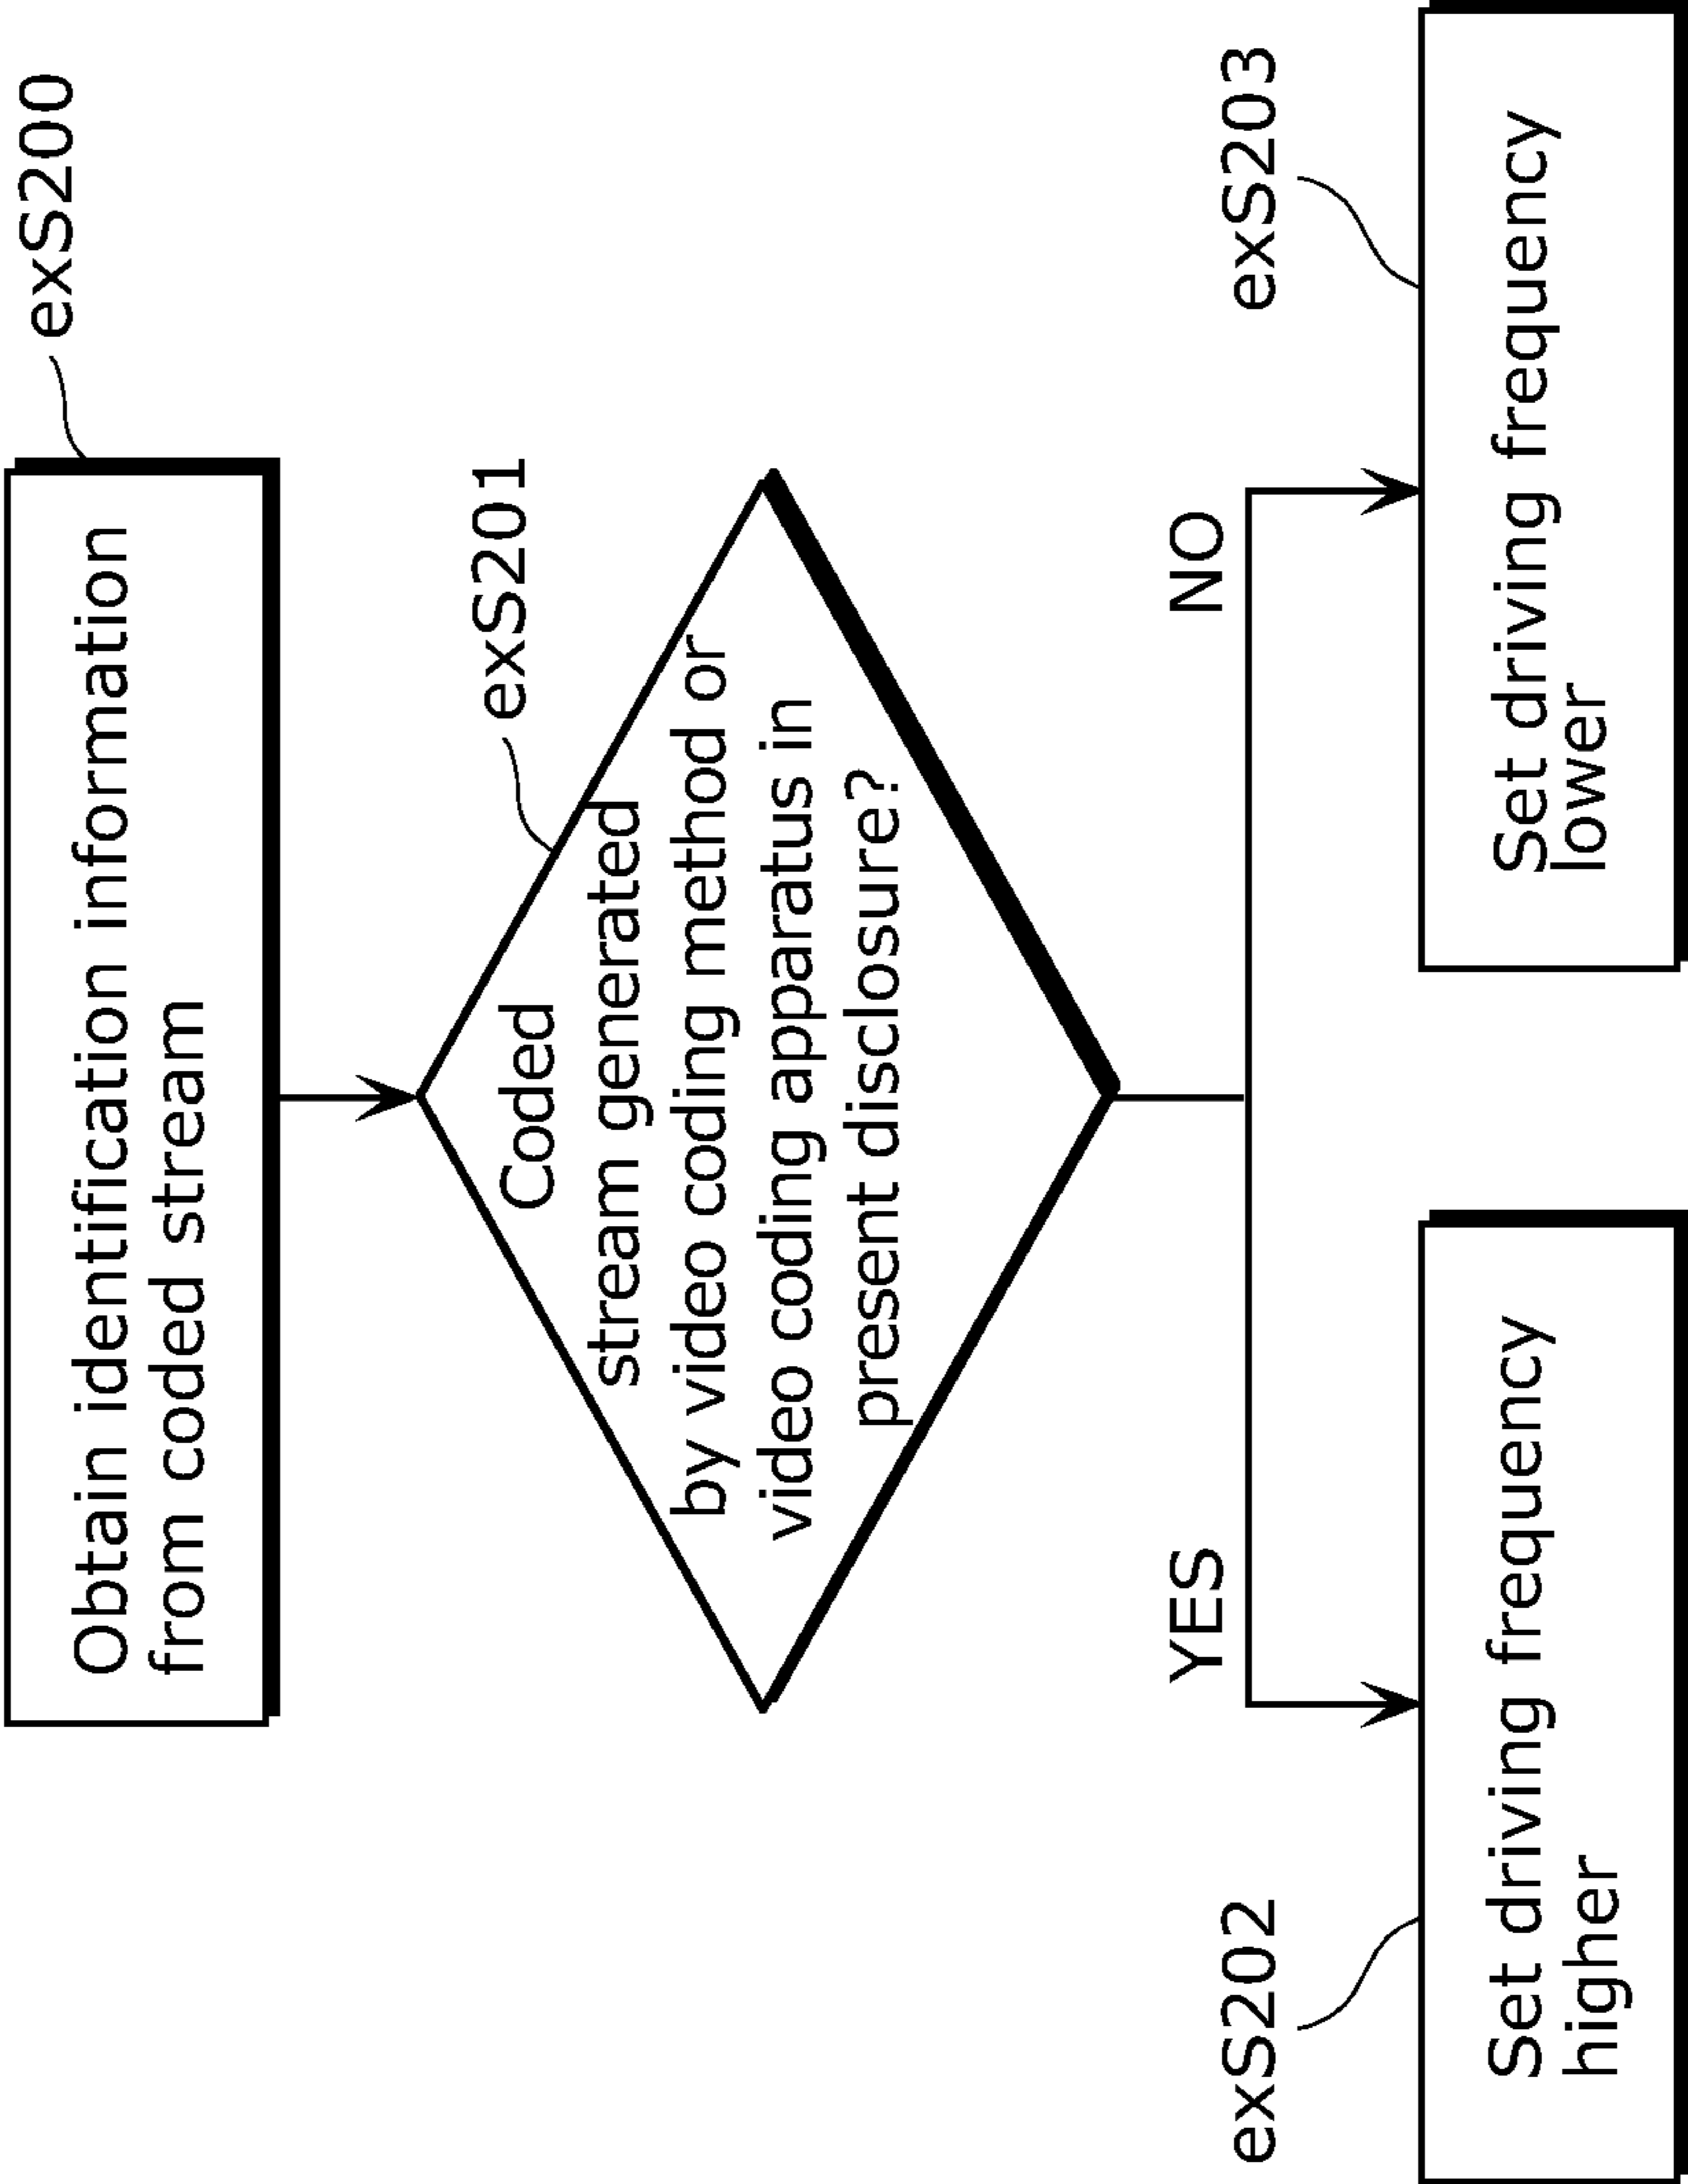 exS200
Obtain identification information
from coded stream
exS201
Coded
stream generated
by video coding method or
video coding apparatus in
present disclosure?
YES
NO
exS202
exS203
Set driving frequency
higher
Set driving frequency
lower